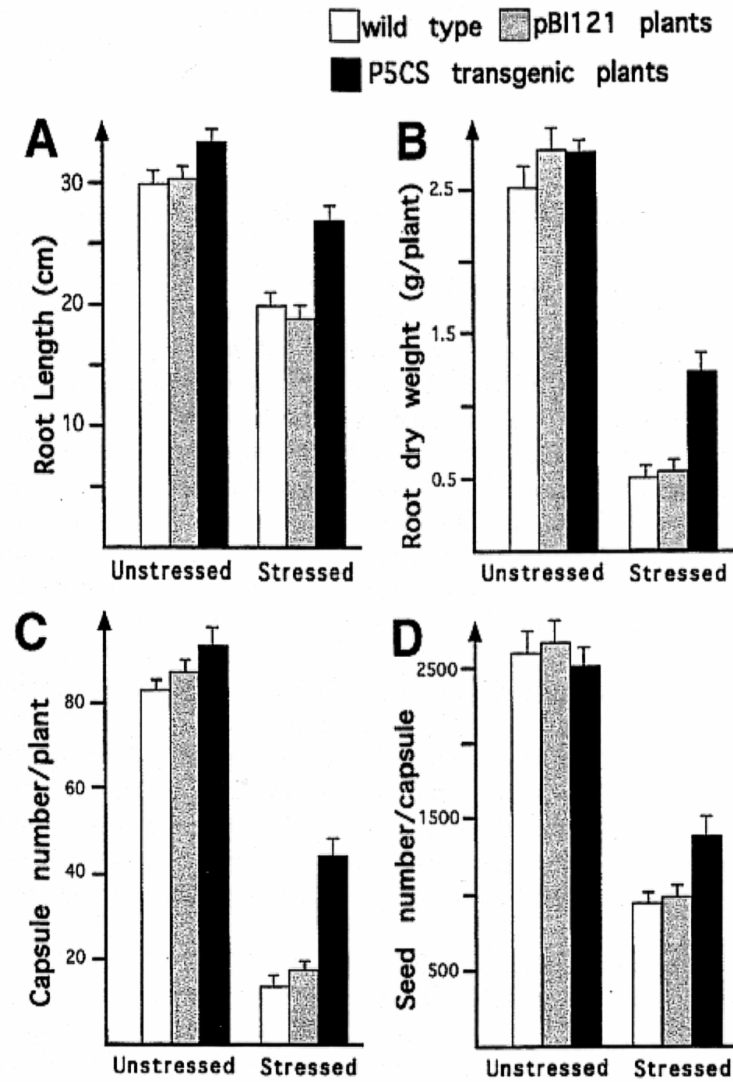 wild type pBI121 plants
P5CS transgenic plants
A
Root Length (cm)
30
20
10
Unstressed Stressed
B
Root dry weight (g/plant)
2.5
1.5
0.5
Unstressed Stressed
C
Capsule number/plant
80
60
40
20
Unstressed Stressed
D
Seed number/capsule
2500
1500
500
Unstressed Stressed